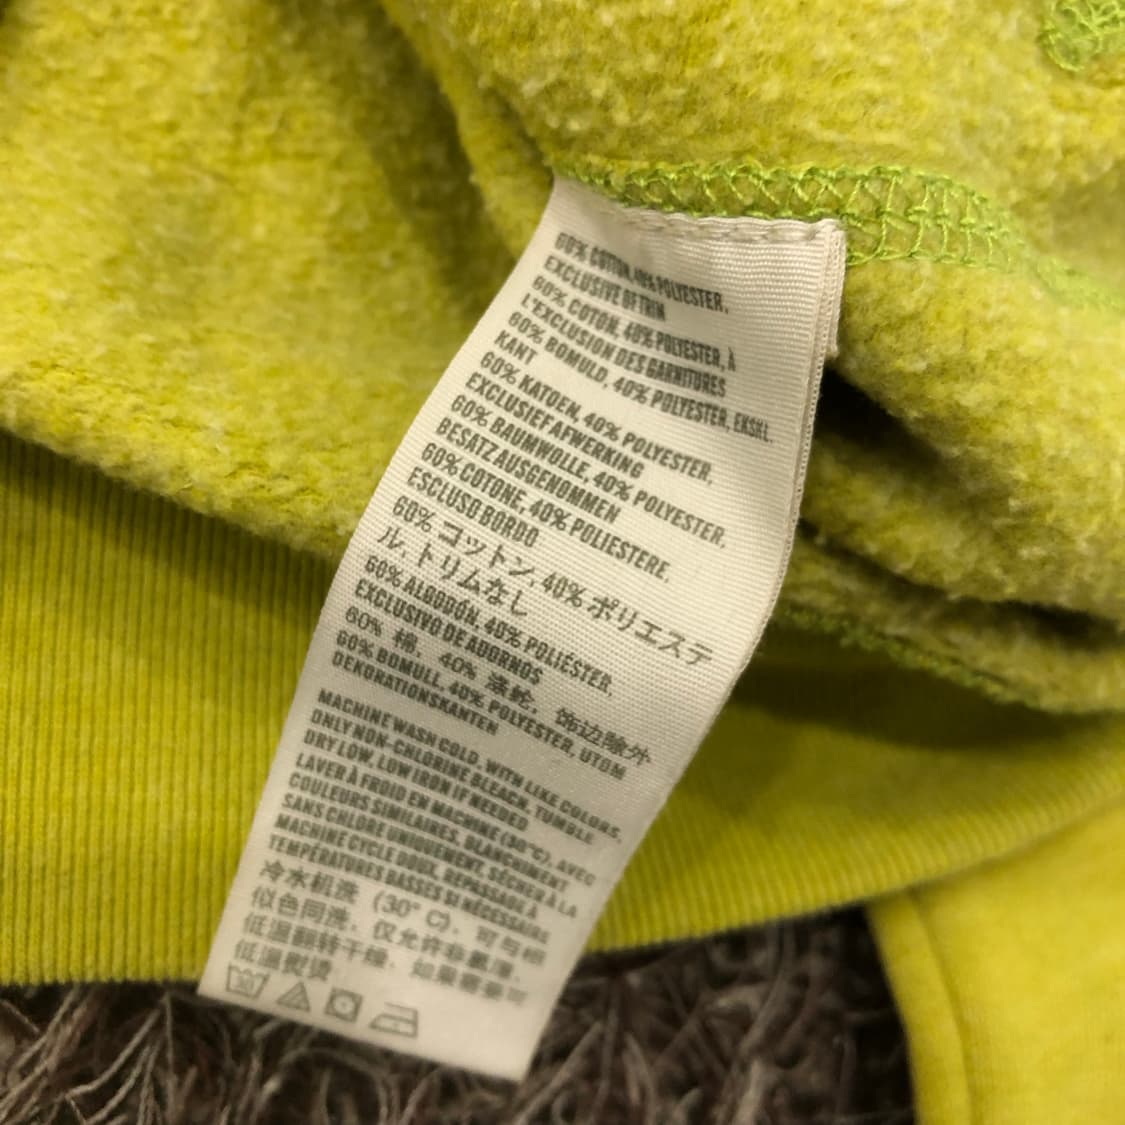 60% COTTON, 40% POLYESTER,
EXCLUSIVE OF TRIM
60% COTON, 40% POLYESTER, À
L'EXCLUSION DES GARNITURES
60% BOMULD, 40% POLYESTER, EKSKL.
KANT
60% KATOEN, 40% POLYESTER,
EXCLUSIEF AFWERKING
60% BAUMWOLLE, 40% POLYESTER,
BESATZ AUSGENOMMEN
60% COTONE, 40% POLIESTERE,
ESCLUSO BORDO
60% コットン, 40% ポリエステ
ル, トリムなし
60% ALGODÓN, 40% POLIÉSTER,
EXCLUSIVO DE ADORNOS
60% 棉, 40% 涤纶, 饰边除外
60% BOMULL, 40% POLYESTER, UTOM
DEKORATIONSKANTEN
MACHINE WASH COLD, WITH LIKE COLORS,
ONLY NON-CHLORINE BLEACH, TUMBLE
DRY LOW, LOW IRON IF NEEDED
LAVER À FROID EN MACHINE (30°C), AVEC
COULEURS SIMILAIRES, BLANCHIMENT
SANS CHLORE UNIQUEMENT, SÉCHER À LA
MACHINE CYCLE DOUX, REPASSAGE À
TEMPÉRATURES BASSES SI NÉCESSAIRE
冷水机洗 (30° C), 可与相
似色同洗, 仅允许非氯漂,
低温翻转干燥, 如果需要可
低温熨烫
30